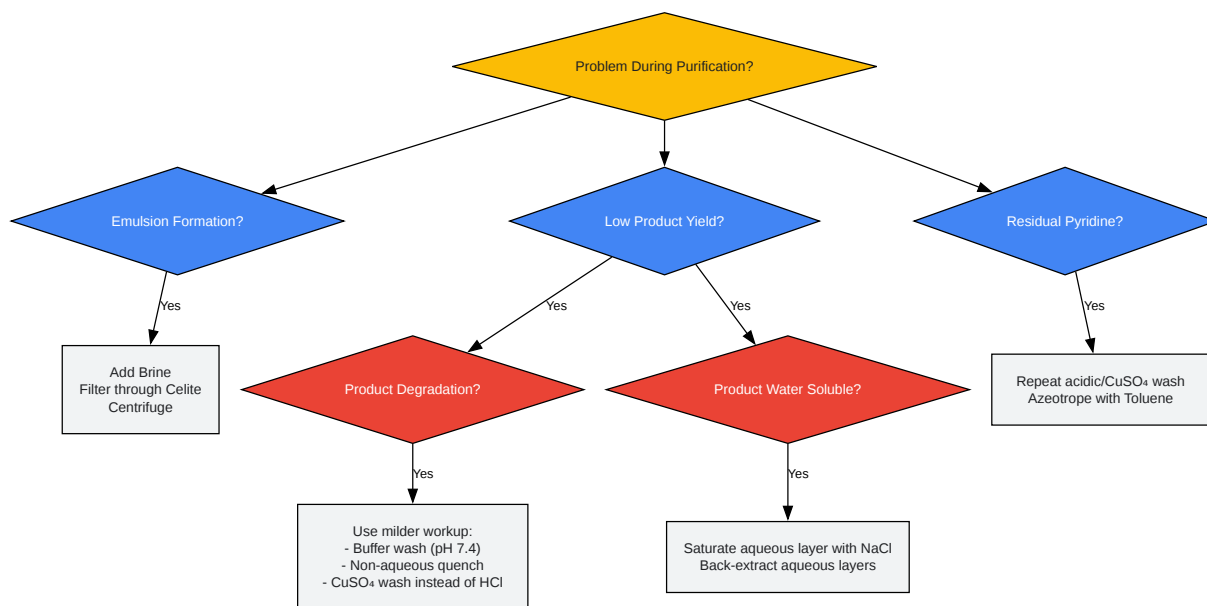 Problem During Purification?
Emulsion Formation?
Low Product Yield?
Residual Pyridine?
Yes
Yes
Yes
Yes
Add Brine
Filter through Celite
Centrifuge
Product Degradation?
Product Water Soluble?
Repeat acidic/CuSO₄ wash
Azeotrope with Toluene
Yes
Yes
Use milder workup:
- Buffer wash (pH 7.4)
- Non-aqueous quench
- CuSO₄ wash instead of HCl
Saturate aqueous layer with NaCl
Back-extract aqueous layers